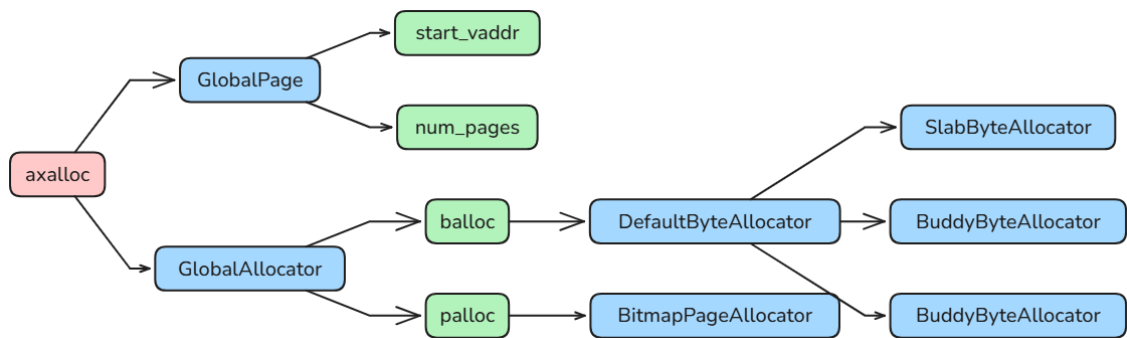 start_vaddr
GlobalPage
num_pages
SlabByteAllocator
axalloc
balloc
DefaultByteAllocator
BuddyByteAllocator
GlobalAllocator
palloc
BitmapPageAllocator
BuddyByteAllocator